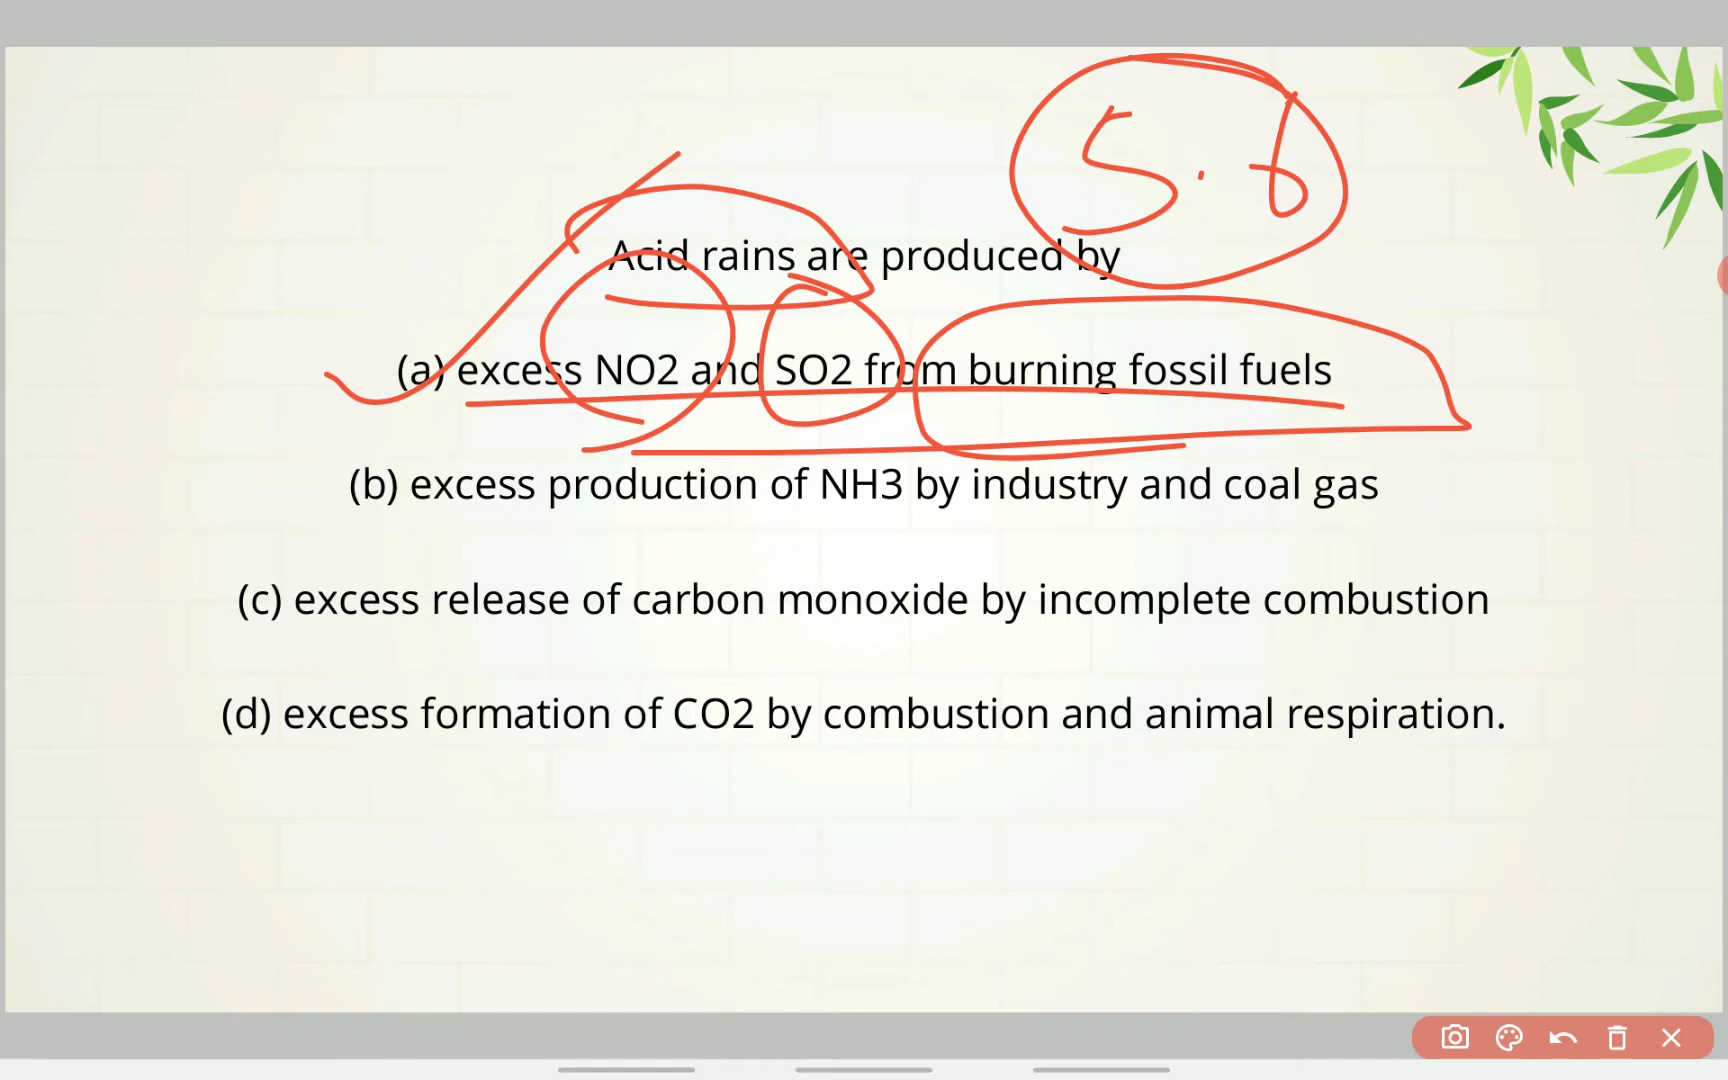 5.6
Acid rains are produced by
(a) excess NO2 and SO2 from burning fossil fuels
(b) excess production of NH3 by industry and coal gas
(c) excess release of carbon monoxide by incomplete combustion
(d) excess formation of CO2 by combustion and animal respiration.